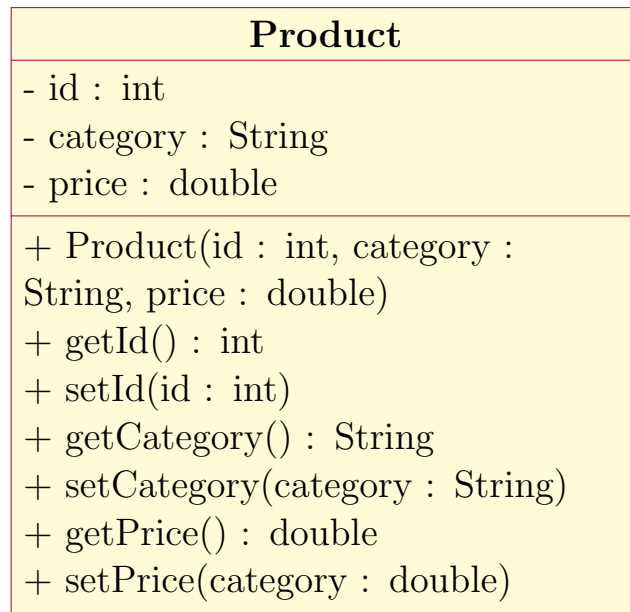 Product
- id : int
- category : String
- price : double
+ Product(id : int, category :
String, price : double)
+ getId() : int
+ setId(id : int)
+ getCategory() : String
+ setCategory(category : String)
+ getPrice() : double
+ setPrice(category : double)